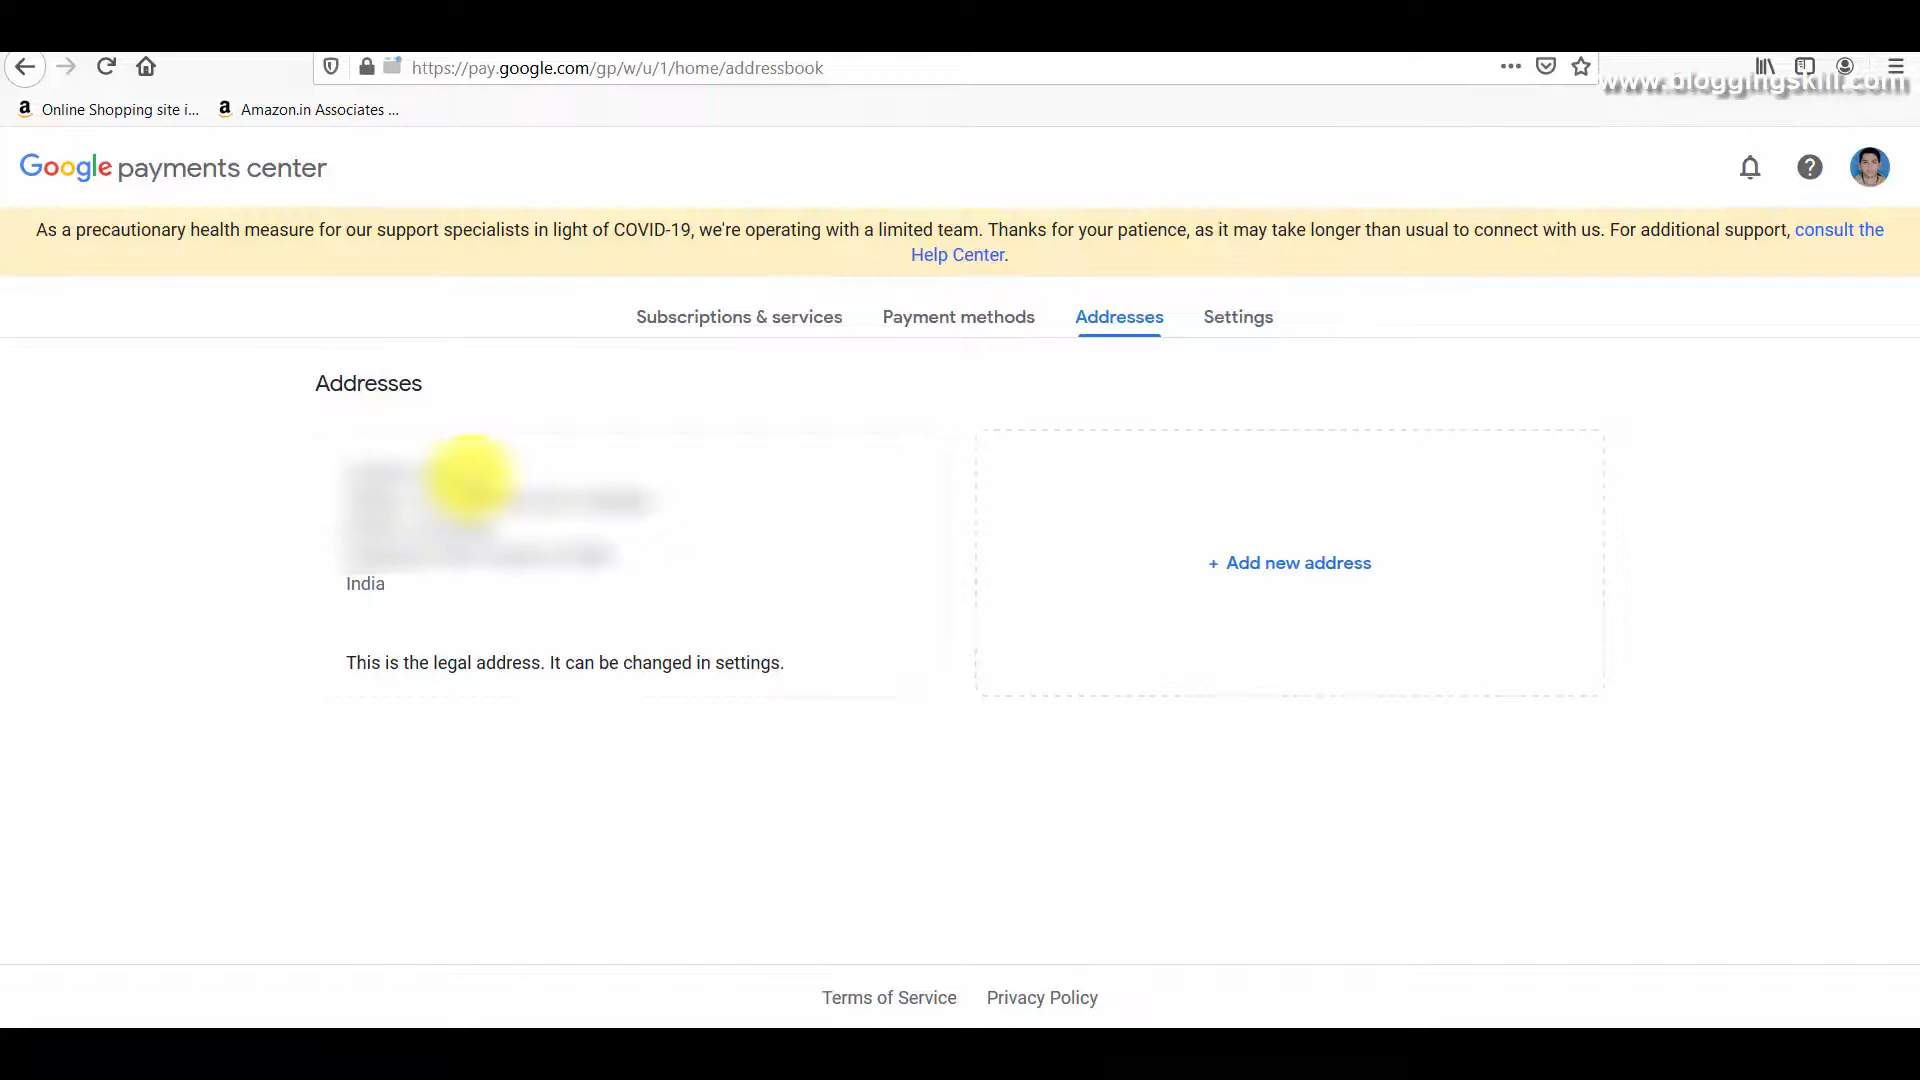 https://pay.google.com/gp/w/u/1/home/addressbook
www.bloggingskill.com
Online Shopping site i...
Amazon.in Associates ...
Google payments center
As a precautionary health measure for our support specialists in light of COVID-19, we're operating with a limited team. Thanks for your patience, as it may take longer than usual to connect with us. For additional support, consult the
Help Center.
Subscriptions & services
Payment methods
Addresses
Settings
Addresses
India
This is the legal address. It can be changed in settings.
+ Add new address
Terms of Service
Privacy Policy